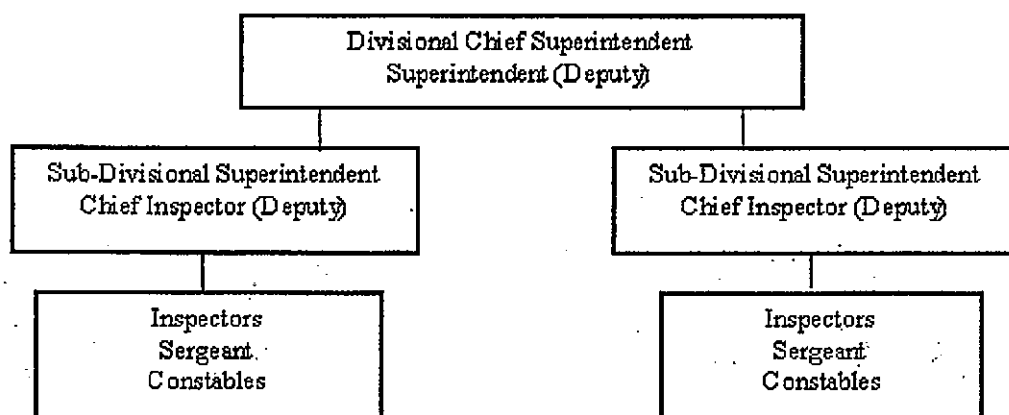 Divisional Chief Superintendent
Superintendent (Deputy)
Sub-Divisional Superintendent
Chief Inspector (Deputy)
Sub-Divisional Superintendent
Chief Inspector (Deputy)
Inspectors
Sergeant
Constables
Inspectors
Sergeant
Constables